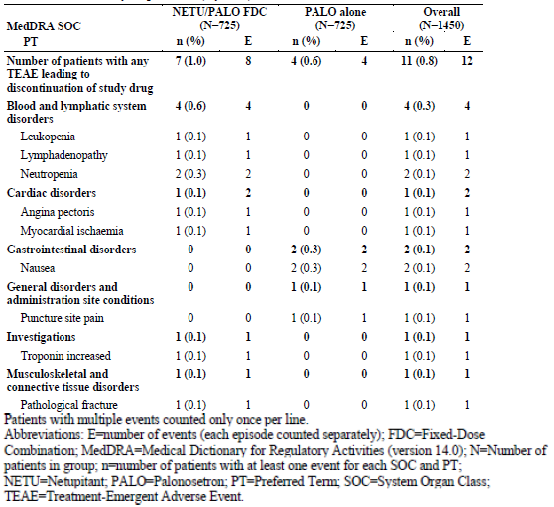 NETU/PALO FDC PALO alone Overall
MedDRA SOC (N–725) (N–725) (N–1450)
PT n (%) E n (%) E n (%) E
Number of patients with any 7 (1.0) 8 4 (0.6) 4 11 (0.8) 12
TEAE leading to
discontinuation of study drug
Blood and lymphatic system 4 (0.6) 4 0 0 4 (0.3) 4
disorders
Leukopenia 1 (0.1) 1 0 0 1 (0.1) 1
Lymphadenopathy 1 (0.1) 1 0 0 1 (0.1) 1
Neutropenia 2 (0.3) 2 0 0 2 (0.1) 2
Cardiac disorders 1 (0.1) 2 0 0 1 (0.1) 2
Angina pectoris 1 (0.1) 1 0 0 1 (0.1) 1
Myocardial ischaemia 1 (0.1) 1 0 0 1 (0.1) 1
Gastrointestinal disorders 0 0 2 (0.3) 2 2 (0.1) 2
Nausea 0 0 2 (0.3) 2 2 (0.1) 2
General disorders and 0 0 1 (0.1) 1 1 (0.1) 1
administration site conditions
Puncture site pain 0 0 1 (0.1) 1 1 (0.1) 1
Investigations 1 (0.1) 1 0 0 1 (0.1) 1
Troponin increased 1 (0.1) 1 0 0 1 (0.1) 1
Musculoskeletal and 1 (0.1) 1 0 0 1 (0.1) 1
connective tissue disorders
Pathological fracture 1 (0.1) 1 0 0 1 (0.1) 1
Patients with multiple events counted only once per line.
Abbreviations: E=number of events (each episode counted separately); FDC=Fixed-Dose
Combination; MedDRA=Medical Dictionary for Regulatory Activities (version 14.0); N=Number of
patients in group; n=number of patients with at least one event for each SOC and PT;
NETU=Netupitant; PALO=Palonosetron; PT=Preferred Term; SOC=System Organ Class;
TEAE=Treatment-Emergent Adverse Event.